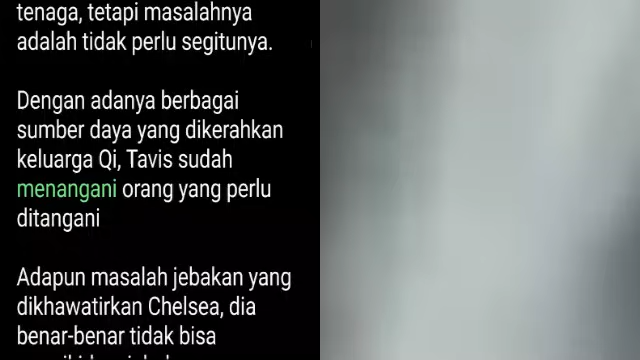 tenaga, tetapi masalahnya
adalah tidak perlu segitunya.
Dengan adanya berbagai
sumber daya yang dikerahkan
keluarga Qi, Tavis sudah
menangani orang yang perlu
ditangani
Adapun masalah jebakan yang
dikhawatirkan Chelsea, dia
benar-benar tidak bisa